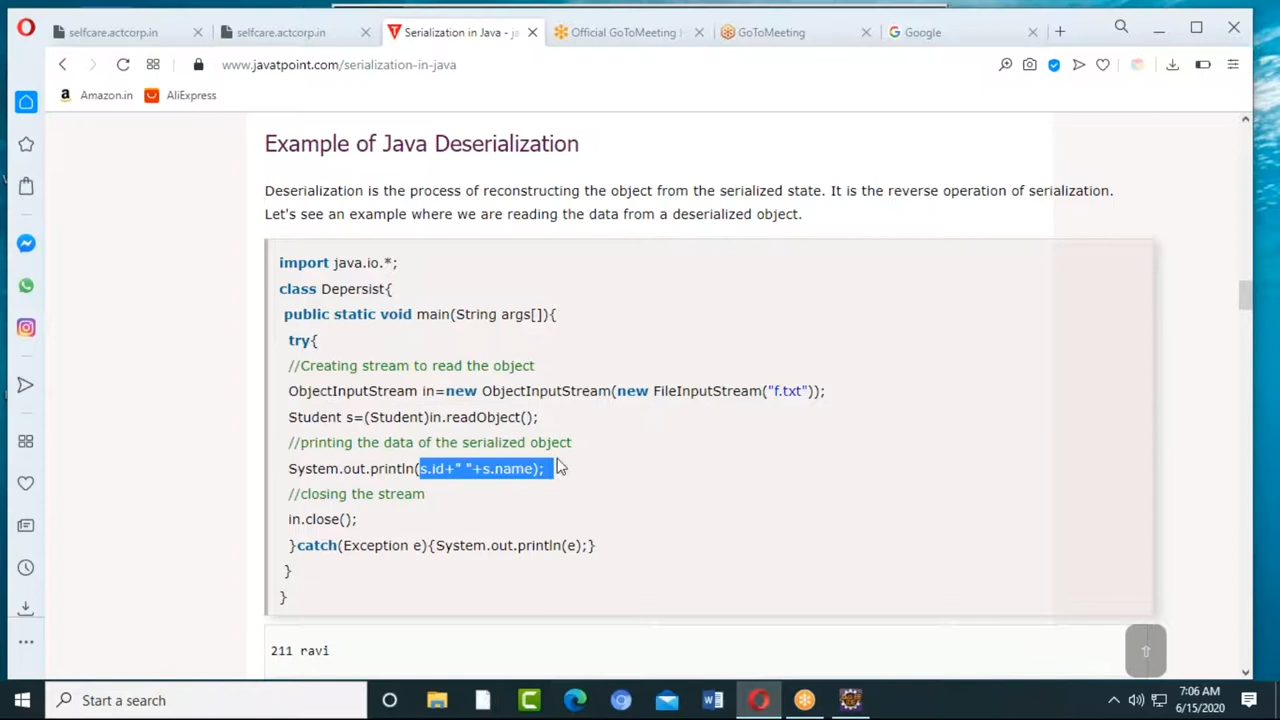 selfcare.actcorp.in
selfcare.actcorp.in
Serialization in Java - ja
Official GoToMeeting
GoToMeeting
Google
www.javatpoint.com/serialization-in-java
Amazon.in
AliExpress
Example of Java Deserialization
Deserialization is the process of reconstructing the object from the serialized state. It is the reverse operation of serialization.
Let's see an example where we are reading the data from a deserialized object.
import java.io.*;
class Depersist{
public static void main(String args[]){
try{
//Creating stream to read the object
ObjectInputStream in=new ObjectInputStream(new FileInputStream("f.txt"));
Student s=(Student)in.readObject();
//printing the data of the serialized object
System.out.println(s.id+" "+s.name);
//closing the stream
in.close();
}catch(Exception e){System.out.println(e);}
}
}
211 ravi
Start a search
7:06 AM
6/15/2020